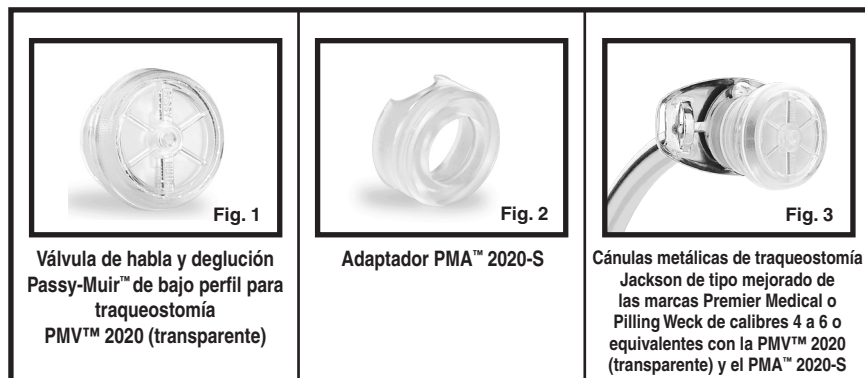 Fig. 1
Válvula de habla y deglución
Passy-Muir™ de bajo perfil para
traqueostomía
PMV™ 2020 (transparente)
Fig. 2
Adaptador PMA™ 2020-S
Fig. 3
Cánulas metálicas de traqueostomía
Jackson de tipo mejorado de
las marcas Premier Medical o
Pilling Weck de calibres 4 a 6 o
equivalentes con la PMV™ 2020
(transparente) y el PMA™ 2020-S